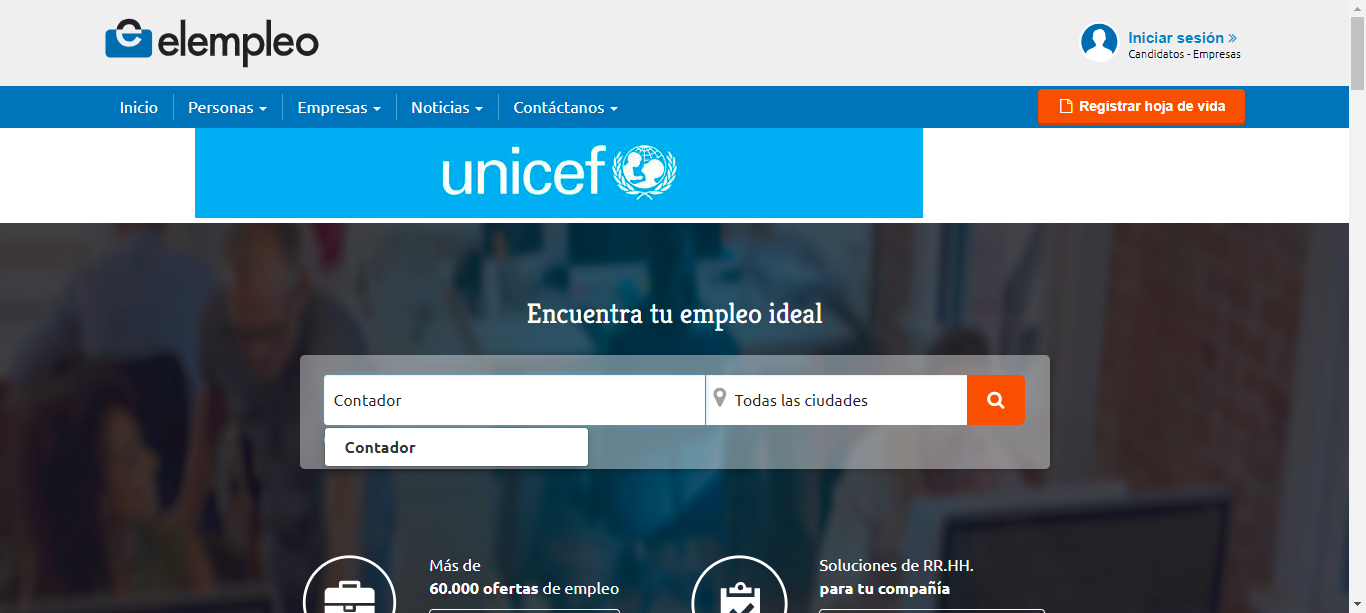 elempleo
Iniciar sesión »
Candidatos - Empresas
Inicio Personas Empresas Noticias Contáctanos
Registrar hoja de vida
unicef
Encuentra tu empleo ideal
Contador
Todas las ciudades
Contador
Más de
60.000 ofertas de empleo
Soluciones de RR.HH.
para tu compañía